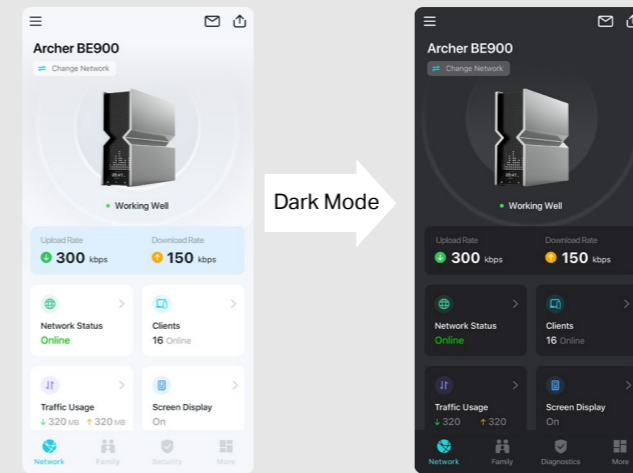 Archer BE900
Change Network
Working Well
Upload Rate Download Rate
300 kbps 150 kbps
Network Status Clients
Online 16 Online
Traffic Usage Screen Display
↓ 320 MB ↑ 320 MB On
Network Family Security More
Dark Mode
Archer BE900
Change Network
Working Well
Upload Rate Download Rate
300 kbps 150 kbps
Network Status Clients
Online 16 Online
Traffic Usage Screen Display
↓ 320 ↑ 320 On
Network Family Diagnostics More